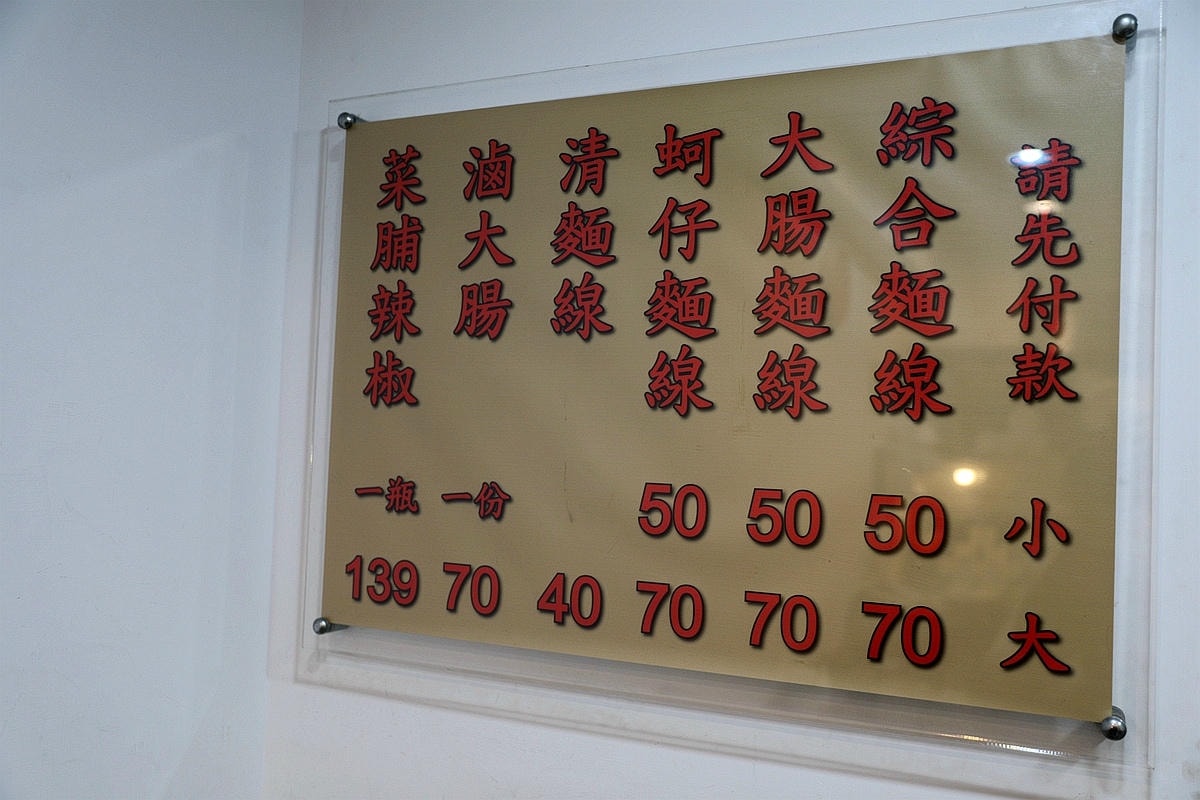 請先付款 小 大
綜合麵線 50 70
大腸麵線 50 70
蚵仔麵線 50 70
清麵線 40
滷大腸 一份 70
菜脯辣椒 一瓶 139